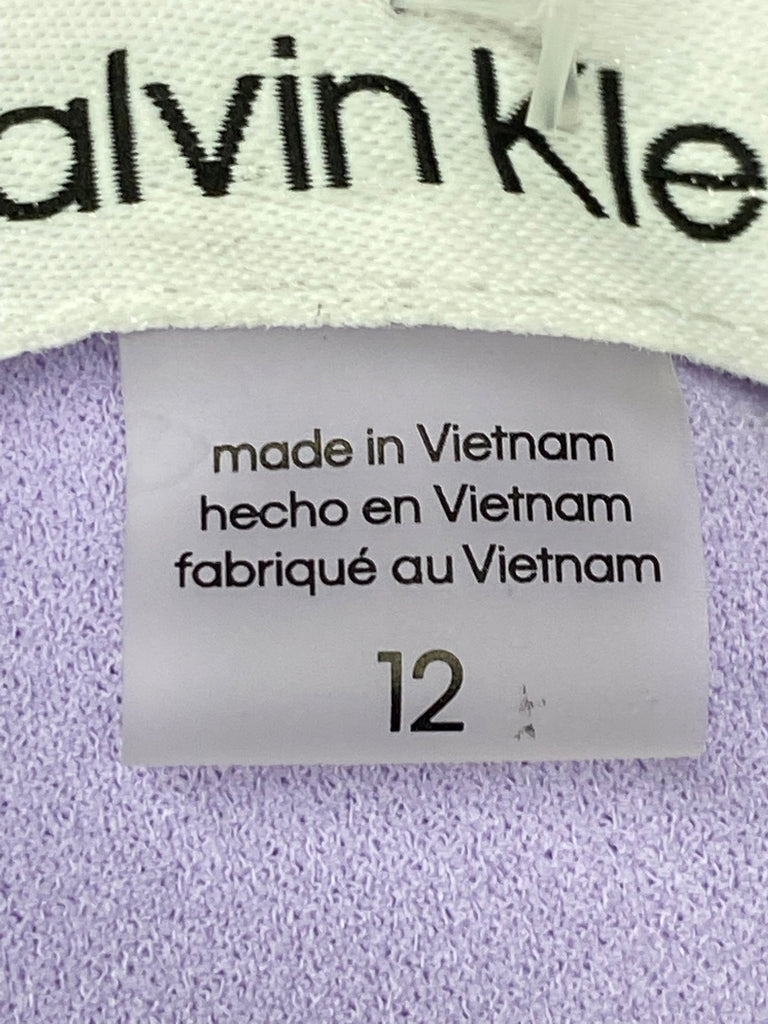 alvin kle
made in Vietnam
hecho en Vietnam
fabriqué au Vietnam
12